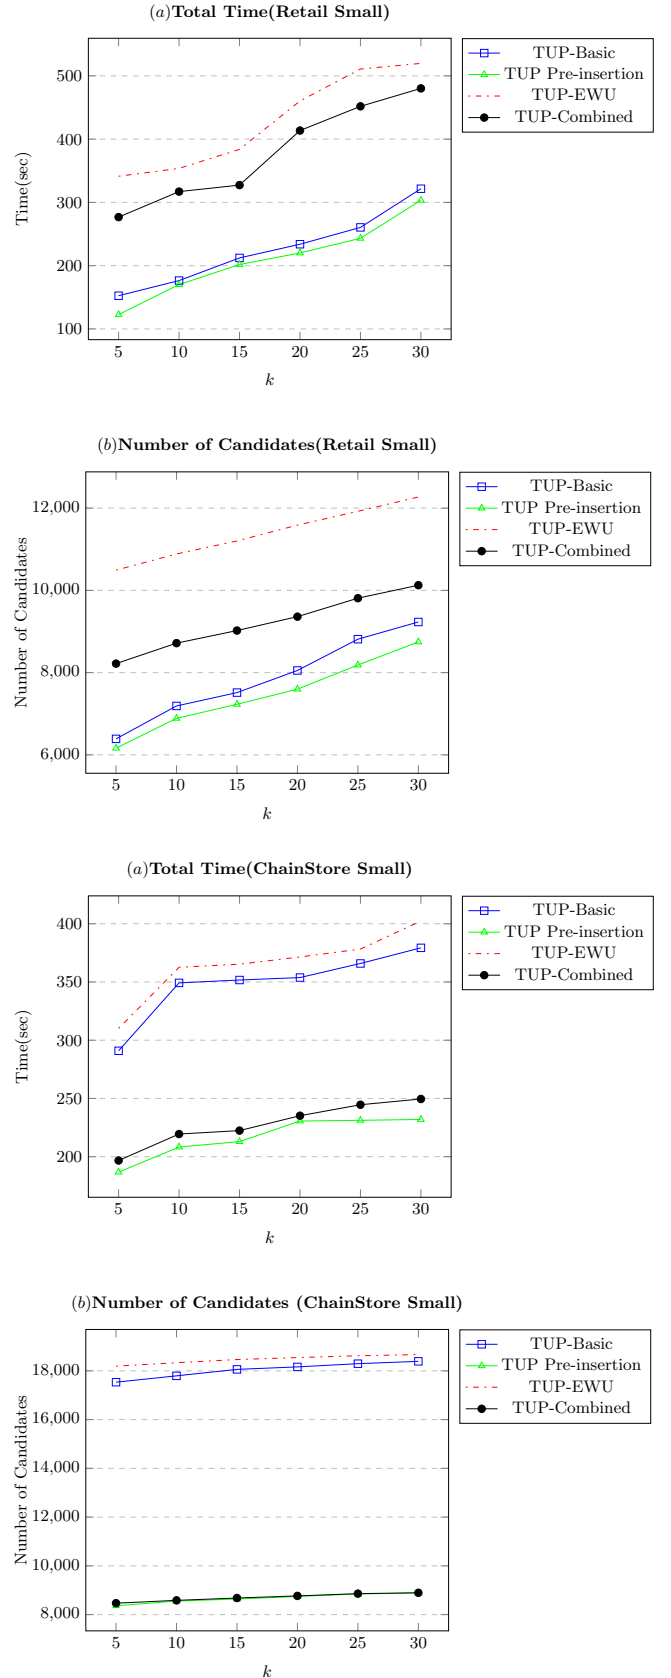 (a)Total Time(Retail Small)
500
400
300
200
100
Time(sec)
5 10 15 20 25 30
k
TUP-Basic
TUP Pre-insertion
TUP-EWU
TUP-Combined
(b)Number of Candidates(Retail Small)
12,000
10,000
8,000
6,000
Number of Candidates
5 10 15 20 25 30
k
TUP-Basic
TUP Pre-insertion
TUP-EWU
TUP-Combined
(a)Total Time(ChainStore Small)
400
350
300
250
200
Time(sec)
5 10 15 20 25 30
k
TUP-Basic
TUP Pre-insertion
TUP-EWU
TUP-Combined
(b)Number of Candidates (ChainStore Small)
18,000
16,000
14,000
12,000
10,000
8,000
Number of Candidates
5 10 15 20 25 30
k
TUP-Basic
TUP Pre-insertion
TUP-EWU
TUP-Combined